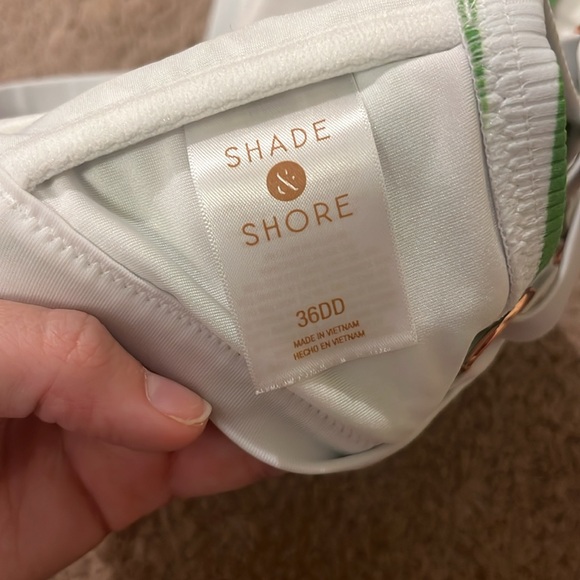 SHADE
&
SHORE
36DD
MADE IN VIETNAM
HECHO EN VIETNAM